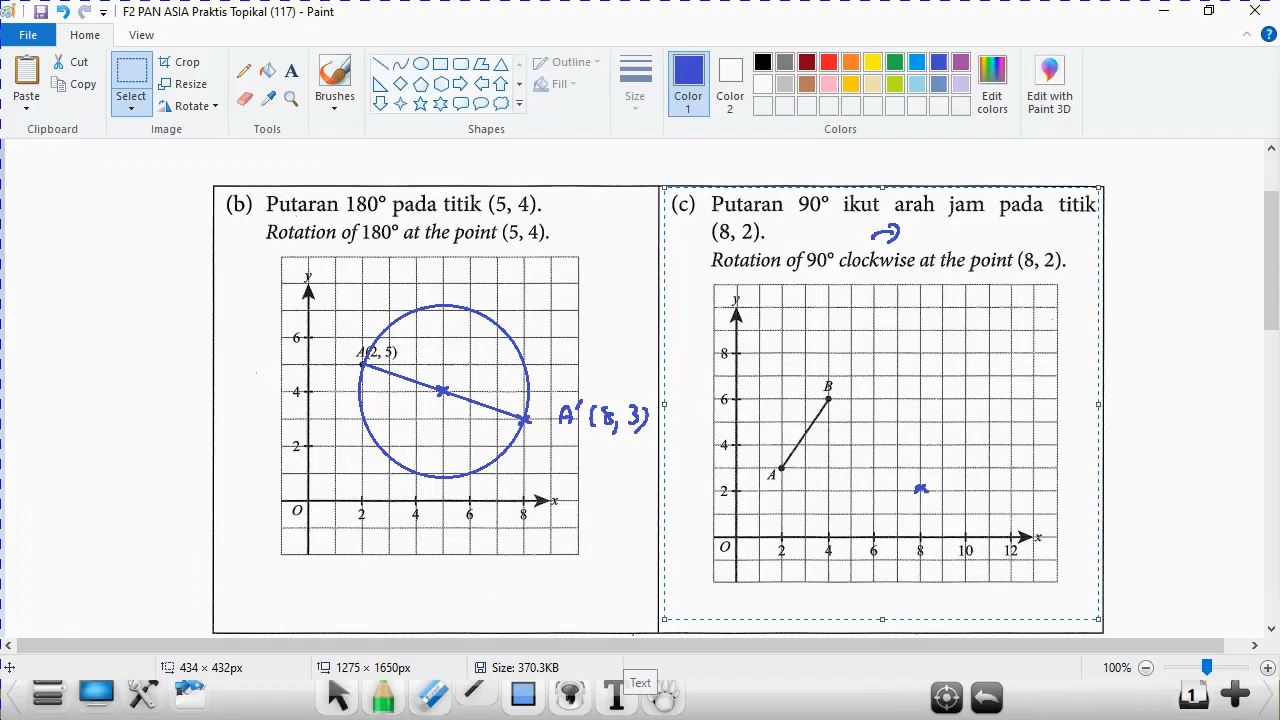 F2 PAN ASIA Praktis Topikal (117) - Paint
File
Home
View
Paste
Cut
Copy
Clipboard
Select
Crop
Resize
Rotate
Image
Tools
Brushes
Shapes
Outline
Fill
Size
Color
1
Color
2
Colors
Edit
colors
Edit with
Paint 3D
(b) Putaran 180° pada titik (5, 4).
Rotation of 180° at the point (5, 4).
y
6
4
2
O
2
4
6
8
x
A(2, 5)
A' (8, 3)
(c) Putaran 90° ikut arah jam pada titik
(8, 2).
Rotation of 90° clockwise at the point (8, 2).
y
8
6
4
2
O
2
4
6
8
10
12
x
B
A
434 × 432px
1275 × 1650px
Size: 370.3KB
100%
Text
1